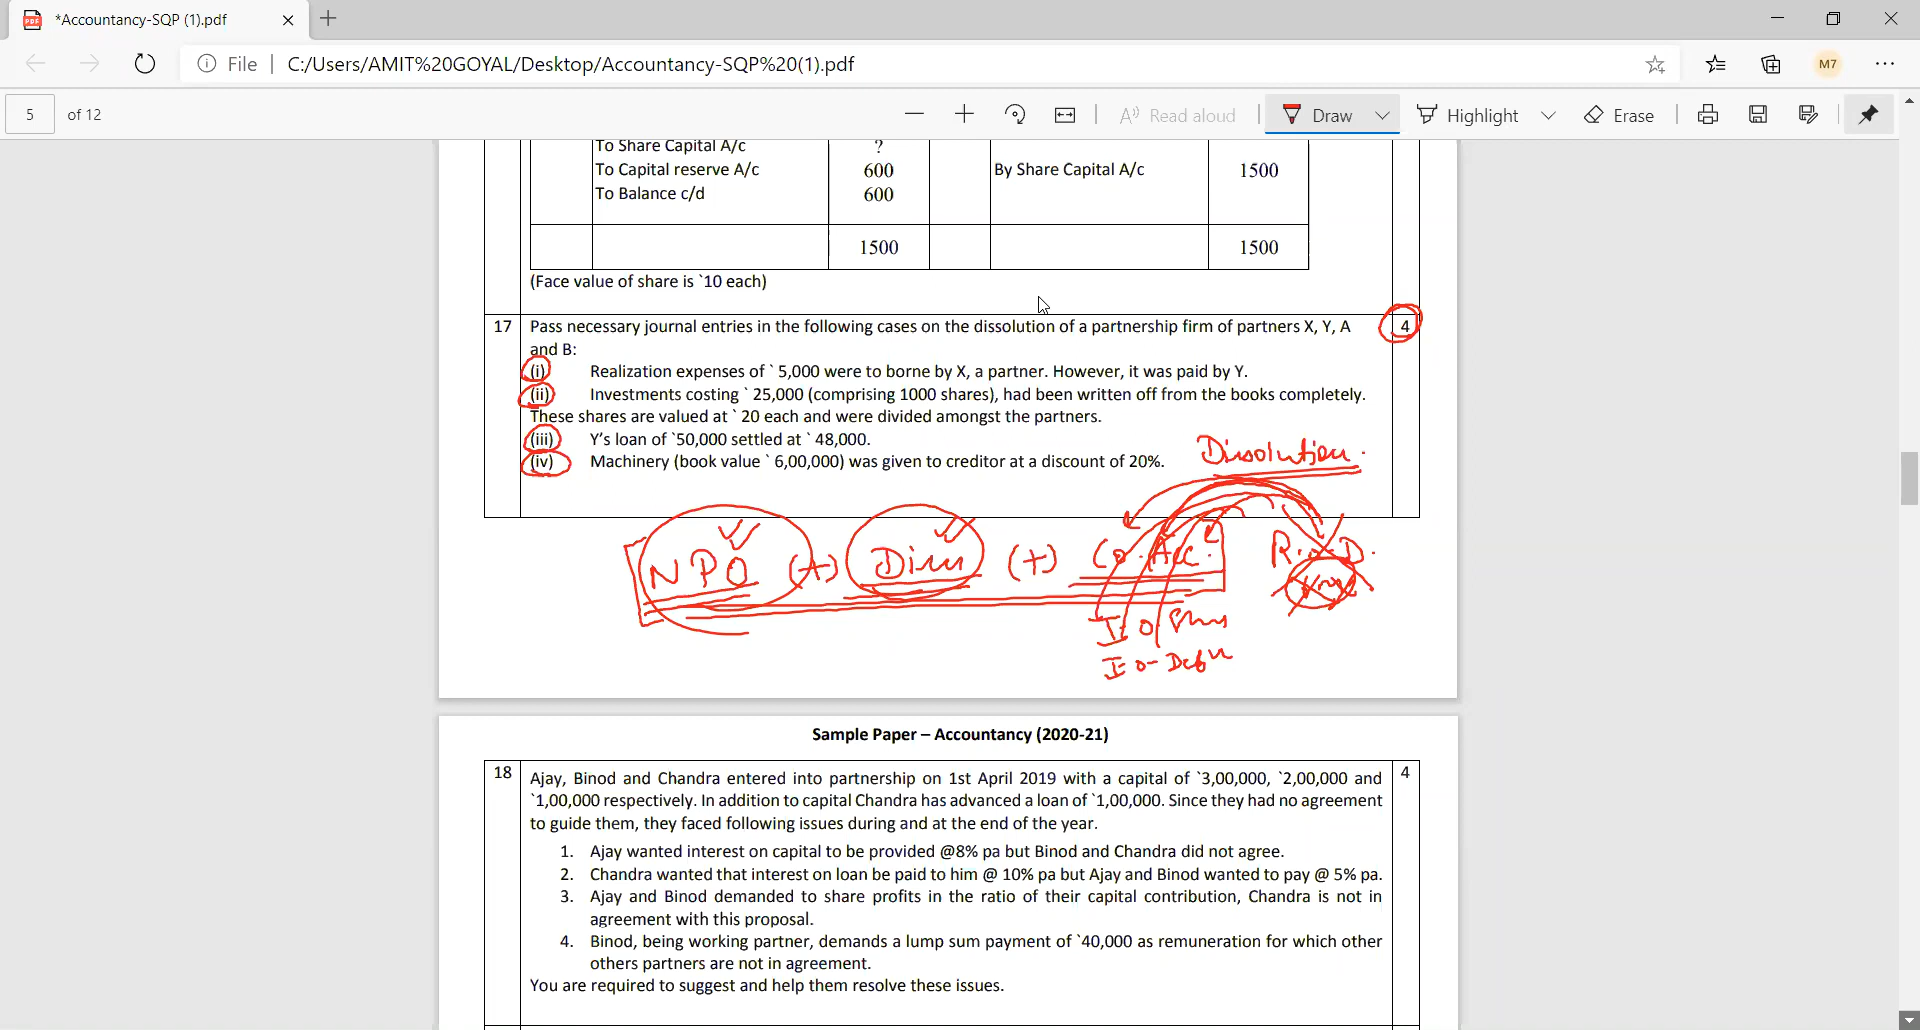 *Accountancy-SQP (1).pdf
File | C:/Users/AMIT%20GOYAL/Desktop/Accountancy-SQP%20(1).pdf
M7
5 of 12
Read aloud
Draw
Highlight
Erase
To Share Capital A/c ?
To Capital reserve A/c 600 By Share Capital A/c 1500
To Balance c/d 600
1500 1500
(Face value of share is `10 each)
17 Pass necessary journal entries in the following cases on the dissolution of a partnership firm of partners X, Y, A 4
and B:
(i) Realization expenses of ` 5,000 were to borne by X, a partner. However, it was paid by Y.
(ii) Investments costing ` 25,000 (comprising 1000 shares), had been written off from the books completely.
These shares are valued at ` 20 each and were divided amongst the partners.
(iii) Y's loan of `50,000 settled at ` 48,000.
(iv) Machinery (book value ` 6,00,000) was given to creditor at a discount of 20%.
Dissolution.
NPO (+) Diss (+) Co. Acc.
Sample Paper – Accountancy (2020-21)
18 Ajay, Binod and Chandra entered into partnership on 1st April 2019 with a capital of `3,00,000, `2,00,000 and 4
`1,00,000 respectively. In addition to capital Chandra has advanced a loan of `1,00,000. Since they had no agreement
to guide them, they faced following issues during and at the end of the year.
1. Ajay wanted interest on capital to be provided @8% pa but Binod and Chandra did not agree.
2. Chandra wanted that interest on loan be paid to him @ 10% pa but Ajay and Binod wanted to pay @ 5% pa.
3. Ajay and Binod demanded to share profits in the ratio of their capital contribution, Chandra is not in
agreement with this proposal.
4. Binod, being working partner, demands a lump sum payment of `40,000 as remuneration for which other
others partners are not in agreement.
You are required to suggest and help them resolve these issues.